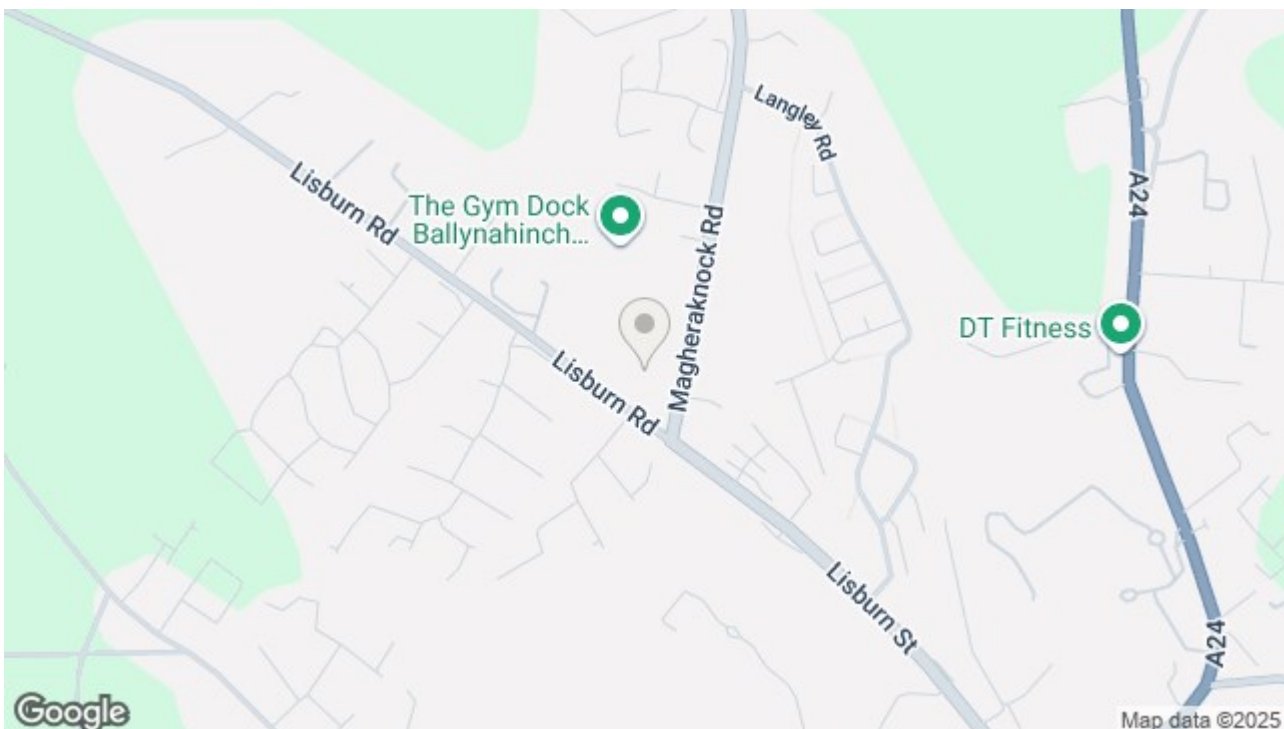 Langley Rd
Lisburn Rd
A24
The Gym Dock
Ballynahinch...
Magheraknock Rd
DT Fitness
Lisburn Rd
Lisburn St
A24
Google
Map data ©2025